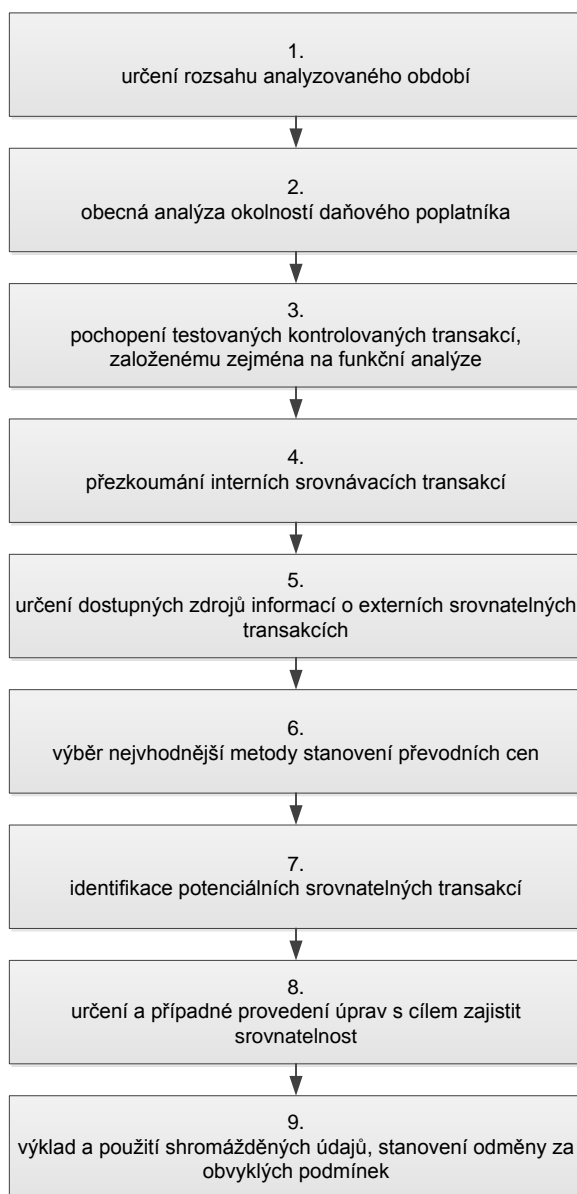 1.
určení rozsahu analyzovaného období
2.
obecná analýza okolností daňového poplatníka
3.
pochopení testovaných kontrolovaných transakcí,
založenému zejména na funkční analýze
4.
přezkoumání interních srovnávacích transakcí
5.
určení dostupných zdrojů informací o externích srovnatelných
transakcích
6.
výběr nejvhodnější metody stanovení převodních cen
7.
identifikace potenciálních srovnatelných transakcí
8.
určení a případné provedení úprav s cílem zajistit
srovnatelnost
9.
výklad a použití shromážděných údajů, stanovení odměny za
obvyklých podmínek